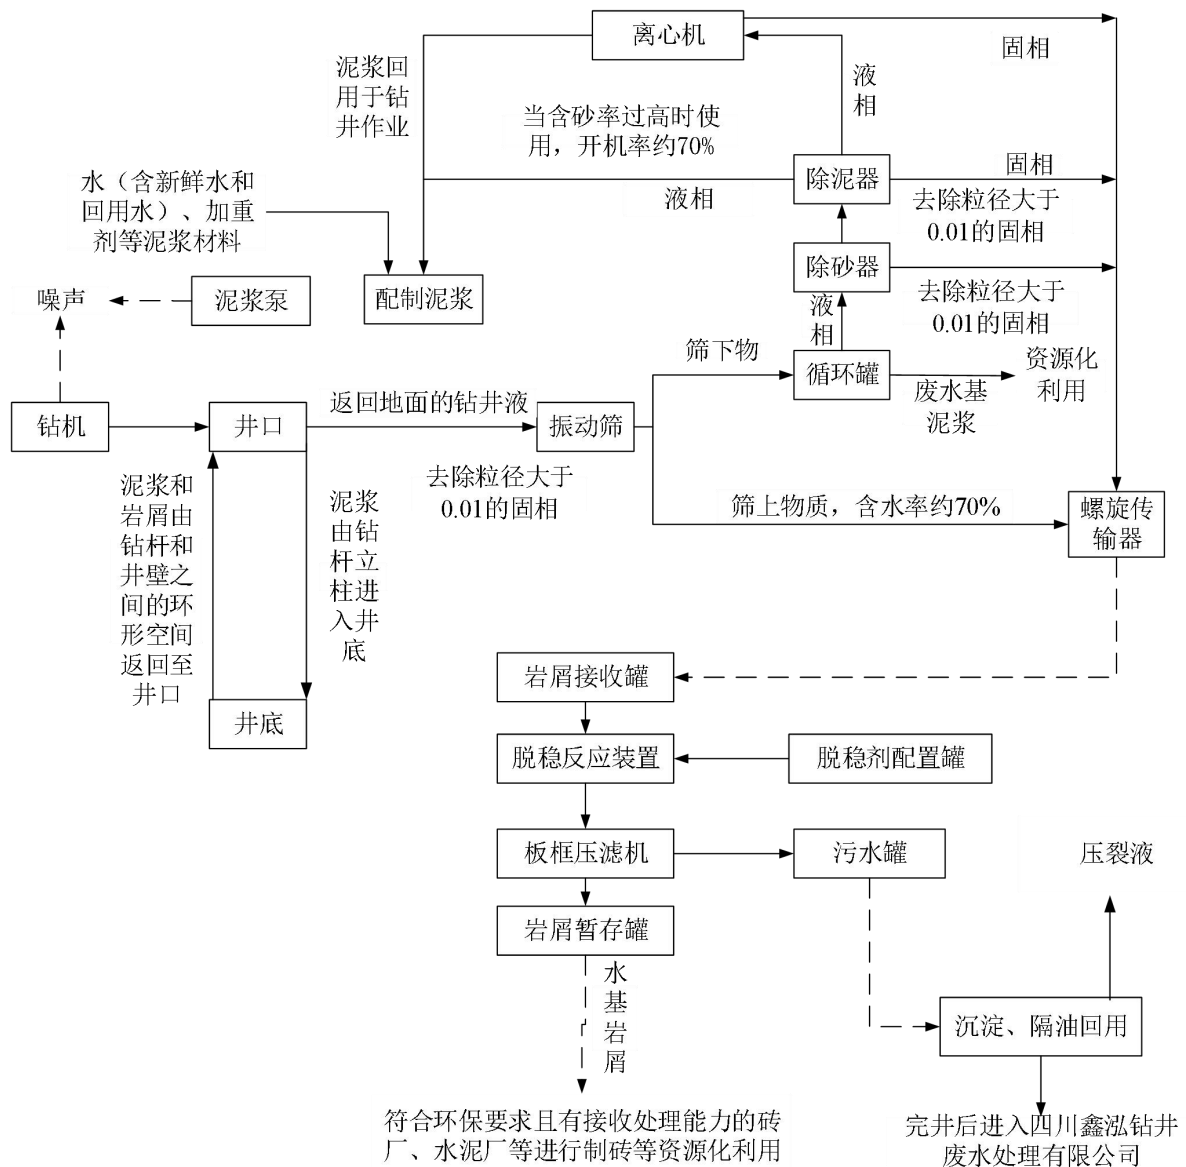 离心机
固相
泥浆回
用于钻
井作业
液
相
当含砂率过高时使
用，开机率约70%
除泥器
固相
液相
水（含新鲜水和
回用水）、加重
剂等泥浆材料
去除粒径大于
0.01的固相
除砂器
噪声
泥浆泵
配制泥浆
去除粒径大于
0.01的固相
液
相
筛下物
循环罐
资源化
利用
废水基
泥浆
钻机
井口
返回地面的钻井液
振动筛
去除粒径大于
0.01的固相
筛上物质，含水率约70%
螺旋传
输器
泥浆和
岩屑由
钻杆和
井壁之
间的环
形空间
返回至
井口
泥浆
由钻
杆立
柱进
入井
底
井底
岩屑接收罐
脱稳反应装置
脱稳剂配置罐
板框压滤机
污水罐
压裂液
岩屑暂存罐
水
基
岩
屑
沉淀、隔油回用
符合环保要求且有接收处理能力的砖
厂、水泥厂等进行制砖等资源化利用
完井后进入四川鑫泓钻井
废水处理有限公司